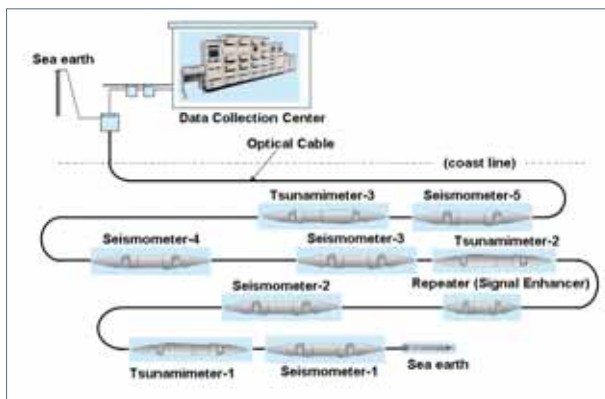 Sea earth
Data Collection Center
Optical Cable
(coast line)
Tsunamimeter-3
Seismometer-5
Seismometer-4
Seismometer-3
Tsunamimeter-2
Seismometer-2
Repeater (Signal Enhancer)
Tsunamimeter-1
Seismometer-1
Sea earth